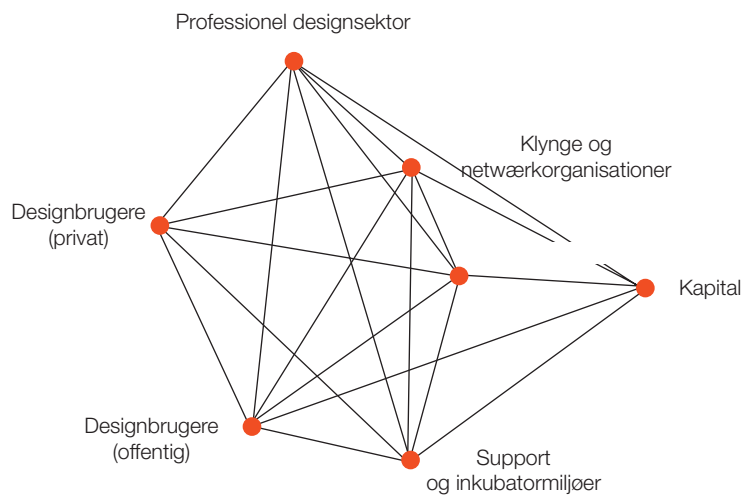 Professionel designsektor
Klynge og
netwærkorganisationer
Designbrugere
(privat)
Kapital
Designbrugere
(offentig)
Support
og inkubatormiljøer